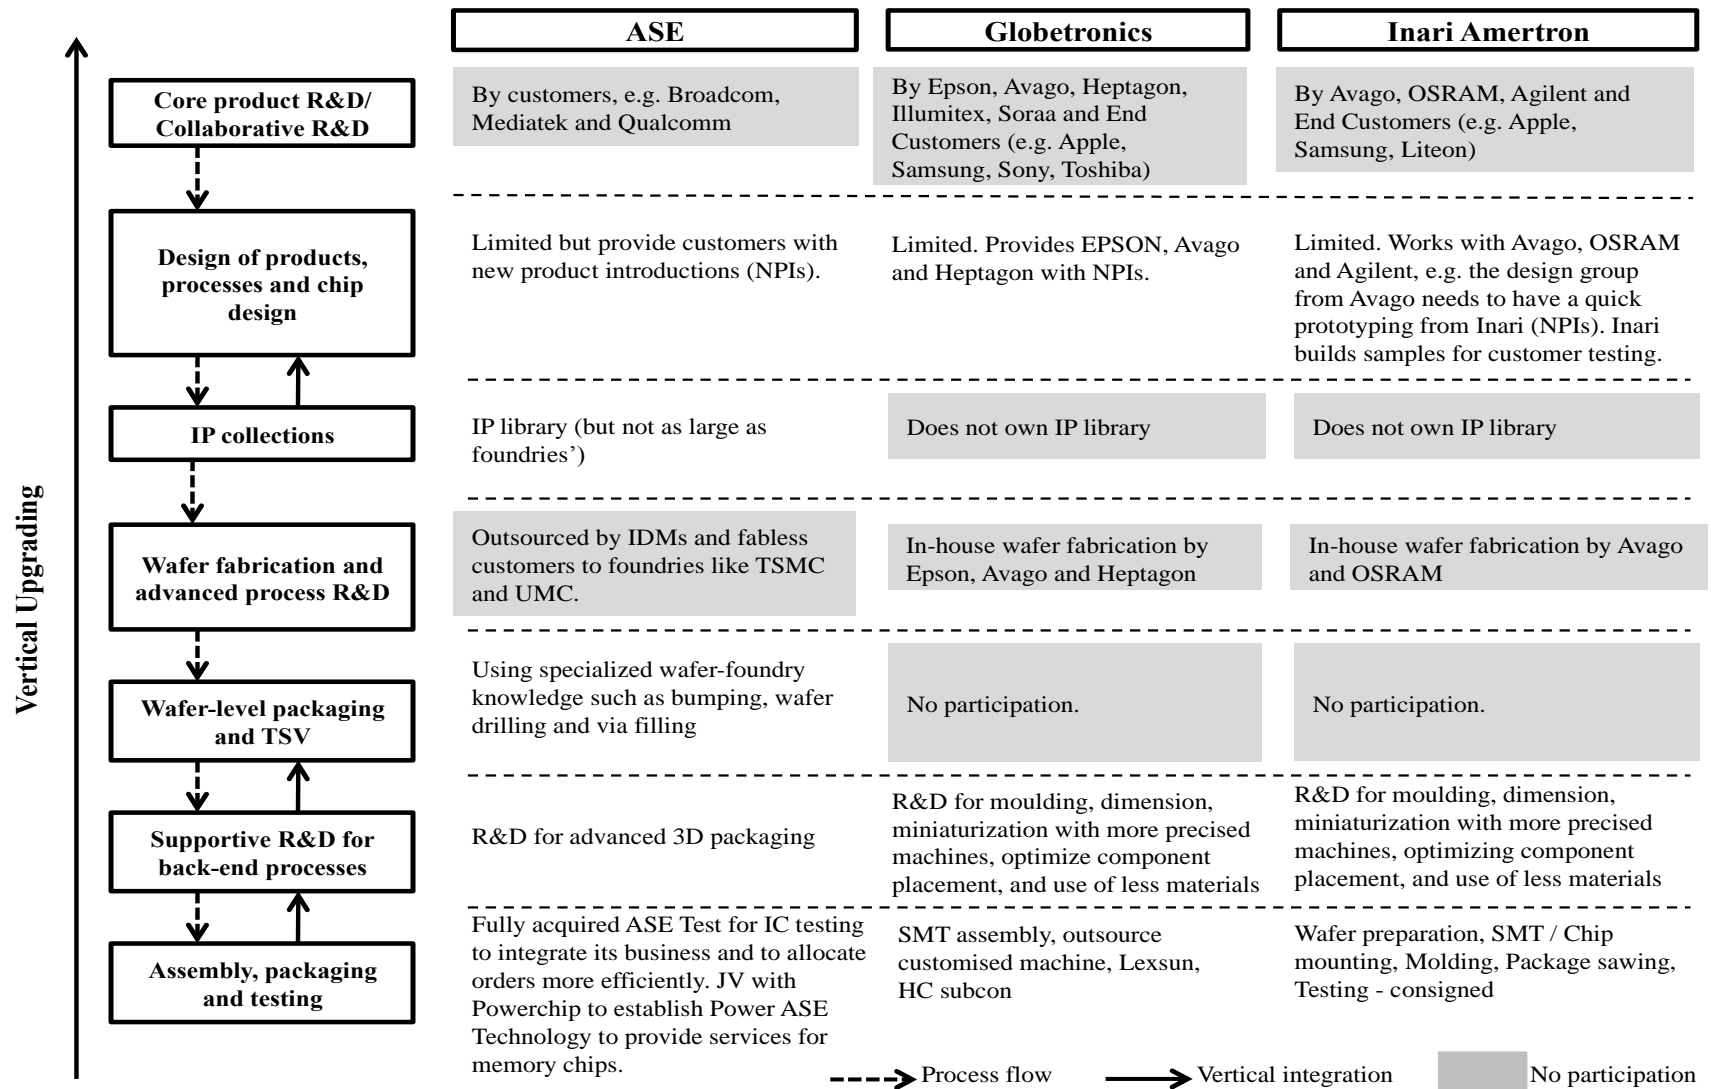 ASE
Globetronics
Inari Amertron
Core product R&D/
Collaborative R&D
By customers, e.g. Broadcom,
Mediatek and Qualcomm
By Epson, Avago, Heptagon,
Illumitex, Soraa and End
Customers (e.g. Apple,
Samsung, Sony, Toshiba)
By Avago, OSRAM, Agilent and
End Customers (e.g. Apple,
Samsung, Liteon)
Design of products,
processes and chip
design
Limited but provide customers with
new product introductions (NPIs).
Limited. Provides EPSON, Avago
and Heptagon with NPIs.
Limited. Works with Avago, OSRAM
and Agilent, e.g. the design group
from Avago needs to have a quick
prototyping from Inari (NPIs). Inari
builds samples for customer testing.
IP collections
IP library (but not as large as
foundries’)
Does not own IP library
Does not own IP library
Vertical Upgrading
Wafer fabrication and
advanced process R&D
Outsourced by IDMs and fabless
customers to foundries like TSMC
and UMC.
In-house wafer fabrication by
Epson, Avago and Heptagon
In-house wafer fabrication by Avago
and OSRAM
Wafer-level packaging
and TSV
Using specialized wafer-foundry
knowledge such as bumping, wafer
drilling and via filling
No participation.
No participation.
Supportive R&D for
back-end processes
R&D for advanced 3D packaging
R&D for moulding, dimension,
miniaturization with more precised
machines, optimize component
placement, and use of less materials
R&D for moulding, dimension,
miniaturization with more precised
machines, optimizing component
placement, and use of less materials
Assembly, packaging
and testing
Fully acquired ASE Test for IC testing
to integrate its business and to allocate
orders more efficiently. JV with
Powerchip to establish Power ASE
Technology to provide services for
memory chips.
SMT assembly, outsource
customised machine, Lexsun,
HC subcon
Wafer preparation, SMT / Chip
mounting, Molding, Package sawing,
Testing - consigned
Process flow
Vertical integration
No participation